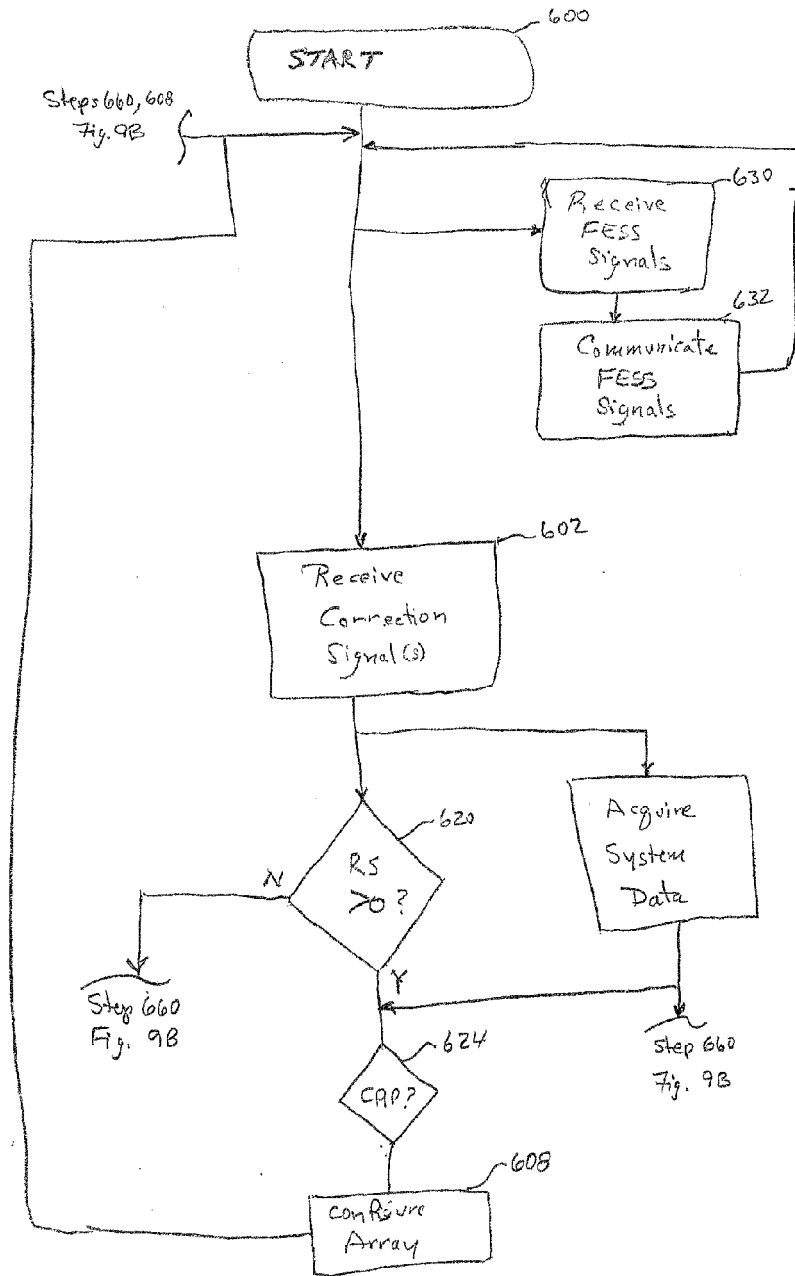 600
START
Steps 660, 608
Fig. 9B
630
Receive
FESS
Signals
632
Communicate
FESS
Signals
602
Receive
Correction
Signal(s)
620
RS
>0?
N
Y
Acquire
System
Data
Step 660
Fig. 9B
Step 660
Fig. 9B
624
CAP?
608
Configure
Array